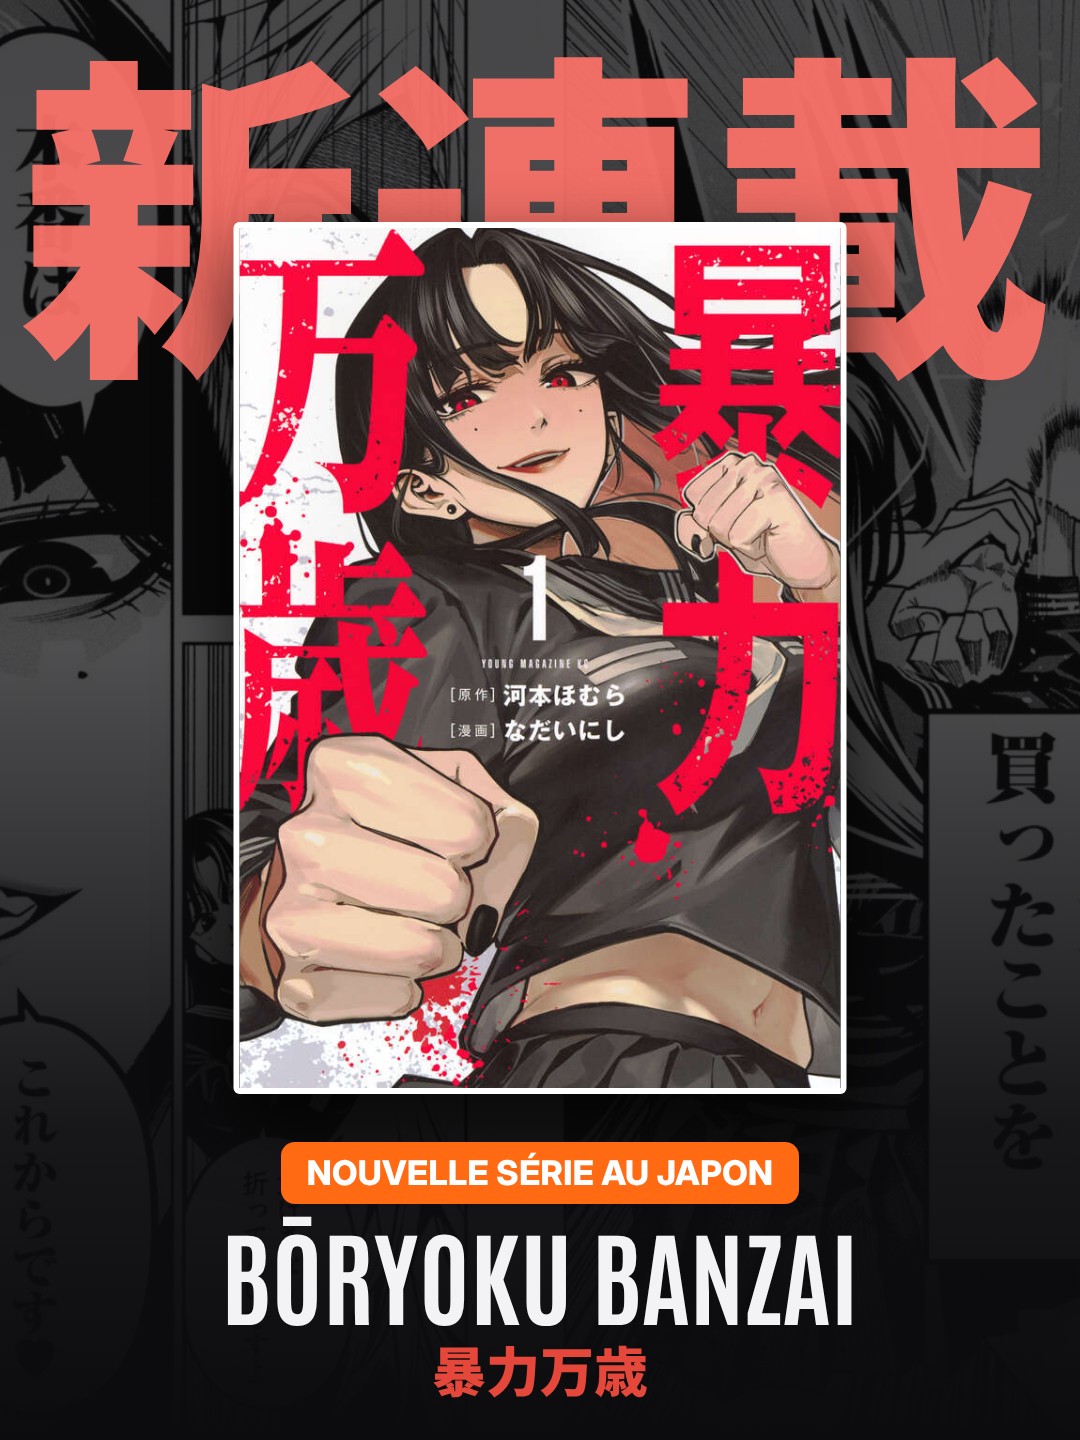 新連載
暴力
万歳
1
YOUNG MAGAZINE KC
[原作] 河本ほむら
[漫画] なだいにし
買ったことを
これからです♥
NOUVELLE SÉRIE AU JAPON
BŌRYOKU BANZAI
暴力万歳